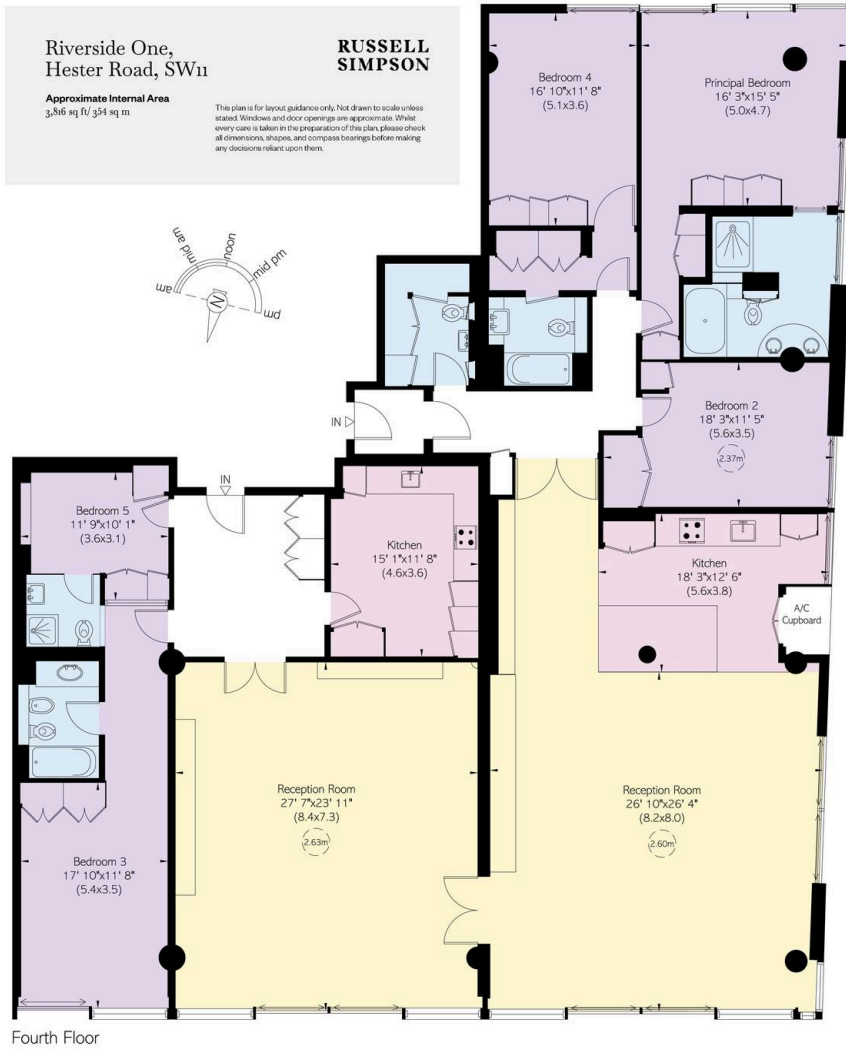 Riverside One,
Hester Road, SW11
RUSSELL
SIMPSON
Approximate Internal Area
3,816 sq ft/ 354 sq m
This plan is for layout guidance only. Not drawn to scale unless
stated. Windows and door openings are approximate. Whilst
every care is taken in the preparation of this plan, please check
all dimensions, shapes, and compass bearings before making
any decisions reliant upon them.
am
mid am
noon
mid pm
pm
N
Bedroom 4
16' 10"x11' 8"
(5.1x3.6)
Principal Bedroom
16' 3"x15' 5"
(5.0x4.7)
IN
Bedroom 2
18' 3"x11' 5"
(5.6x3.5)
2.37m
IN
Bedroom 5
11' 9"x10' 1"
(3.6x3.1)
Kitchen
15' 1"x11' 8"
(4.6x3.6)
Kitchen
18' 3"x12' 6"
(5.6x3.8)
A/C
Cupboard
Reception Room
27' 7"x23' 11"
(8.4x7.3)
2.63m
Reception Room
26' 10"x26' 4"
(8.2x8.0)
2.60m
Bedroom 3
17' 10"x11' 8"
(5.4x3.5)
Fourth Floor